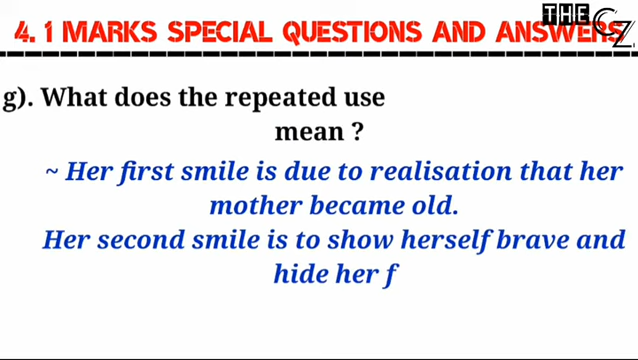 THE
CZ
4. 1 MARKS SPECIAL QUESTIONS AND ANSWERS
g). What does the repeated use
mean ?
~ Her first smile is due to realisation that her
mother became old.
Her second smile is to show herself brave and
hide her f